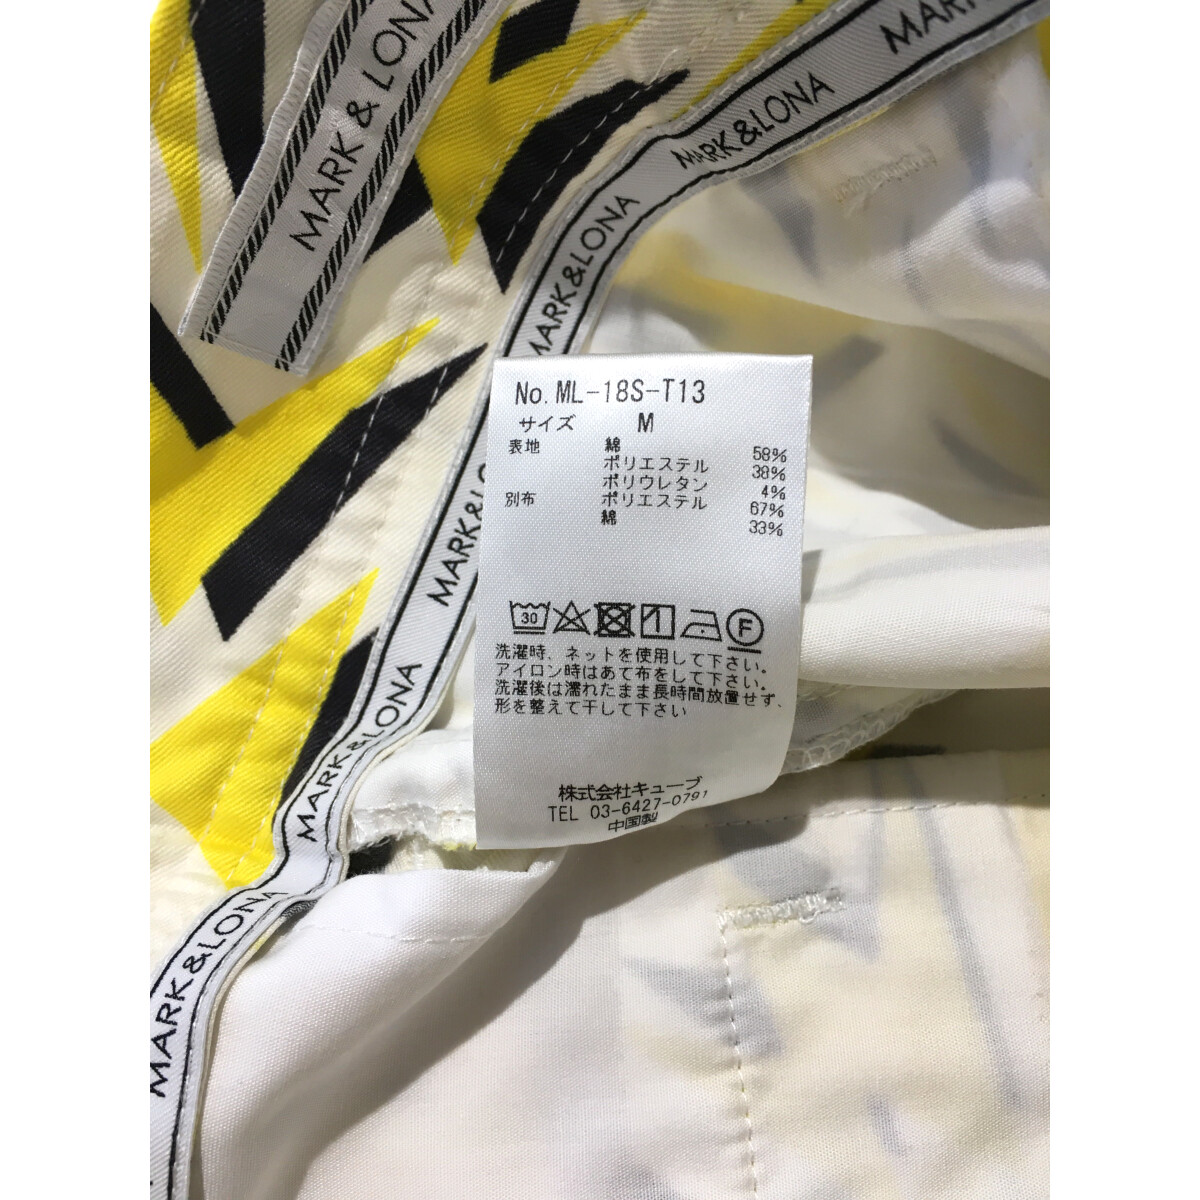 MARK & LONA
MARK
MARK&LONA
MARK&LONA
MARK&LONA
MARK&LONA
MARK&LONA
No. ML-18S-T13
サイズ M
表地 綿 58%
ポリエステル 38%
ポリウレタン 4%
別布 ポリエステル 67%
綿 33%
30 F
洗濯時、ネットを使用して下さい。
アイロン時はあて布をして下さい。
洗濯後は濡れたまま長時間放置せず、
形を整えて干して下さい
株式会社キューブ
TEL 03-6427-0791
中国製